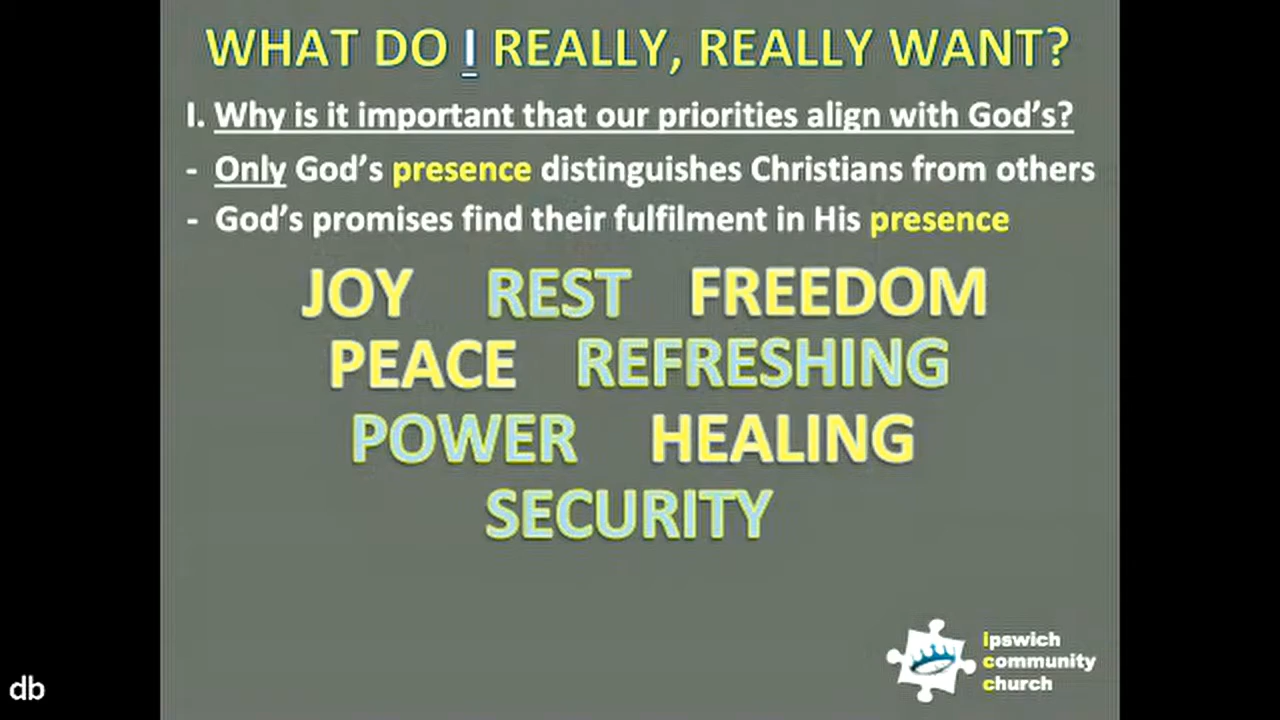 WHAT DO I REALLY, REALLY WANT?
I. Why is it important that our priorities align with God's?
- Only God's presence distinguishes Christians from others
- God's promises find their fulfilment in His presence
JOY REST FREEDOM
PEACE REFRESHING
POWER HEALING
SECURITY
Ipswich
community
church
db